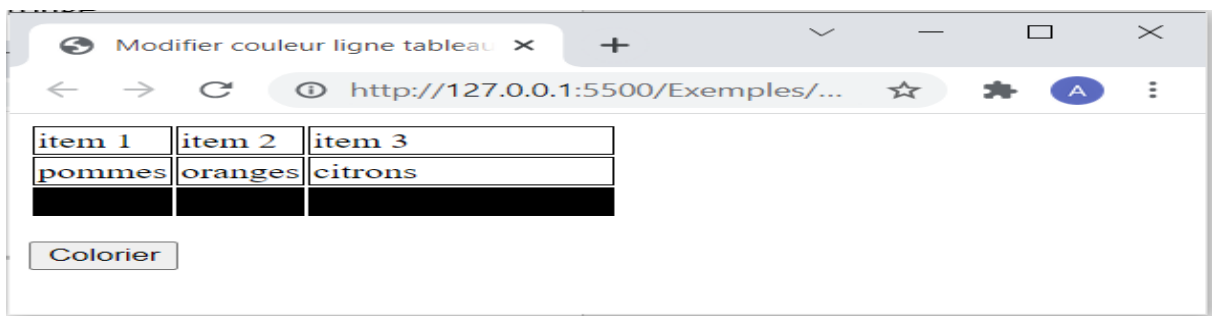 Modifier couleur ligne tableau
http://127.0.0.1:5500/Exemples/...
A
item 1 item 2 item 3
pommes oranges citrons
Colorier